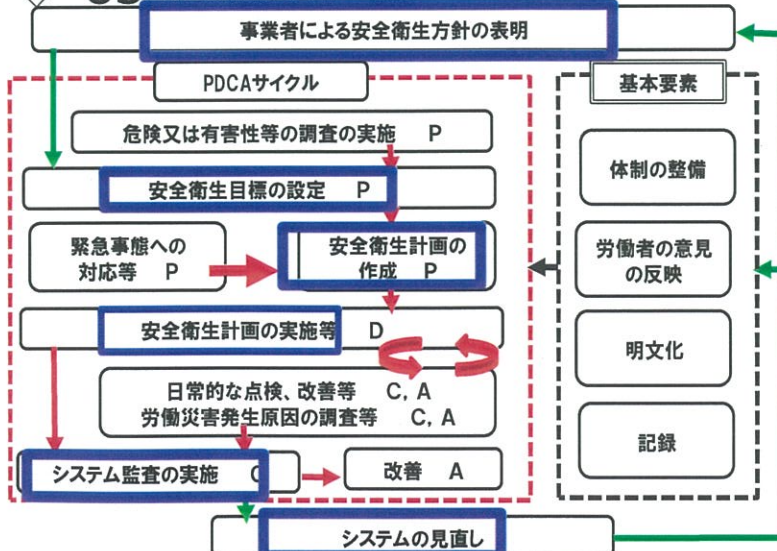 事業者による安全衛生方針の表明
PDCAサイクル
危険又は有害性等の調査の実施 P
安全衛生目標の設定 P
緊急事態への
対応等 P
安全衛生計画の
作成 P
安全衛生計画の実施等 D
日常的な点検、改善等 C, A
労働災害発生原因の調査等 C, A
システム監査の実施 C
改善 A
システムの見直し
基本要素
体制の整備
労働者の意見
の反映
明文化
記録